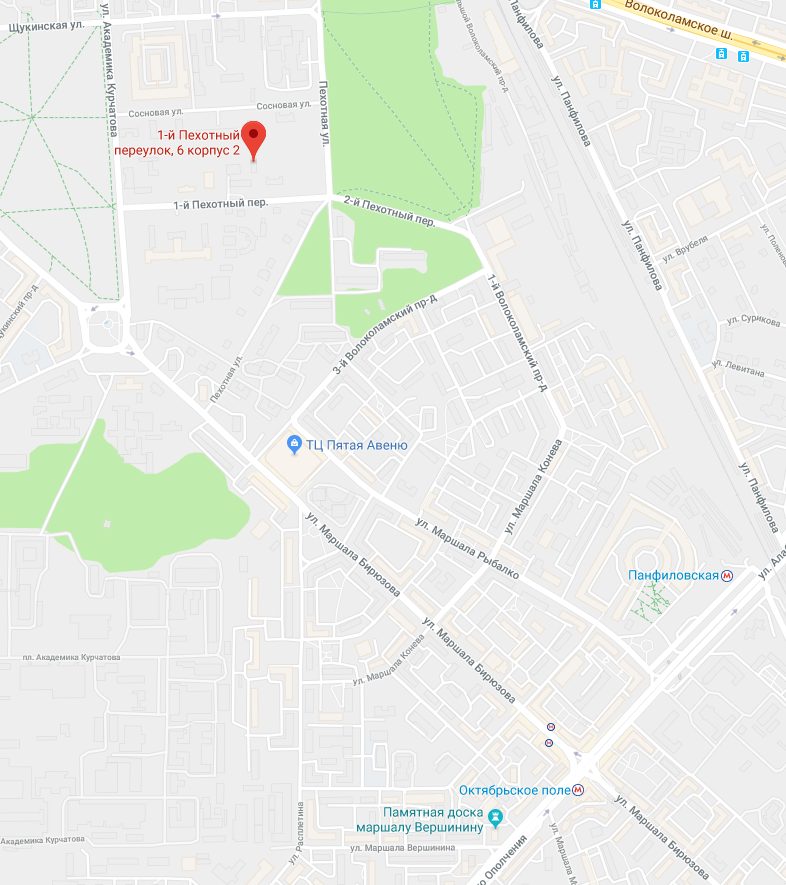 Щукинская ул.
ул. Академика Курчатова
Волоколамское ш.
ул. Панфилова
ул. Панфилова
Сосновая ул.
Сосновая ул.
Пехотная ул.
1-й Пехотный
переулок, 6 корпус 2
1-й Пехотный пер.
2-й Пехотный пер.
ул. Панфилова
ул. Врубеля
1-й Волоколамский пр-д
3-й Волоколамский пр-д
ул. Сурикова
ул. Левитана
Пехотная ул.
ТЦ Пятая Авеню
ул. Маршала Конева
ул. Панфилова
ул. Маршала Рыбалко
ул. Маршала Бирюзова
Панфиловская
ул. Маршала Бирюзова
ул. Маршала Конева
пл. Академика Курчатова
Октябрьское поле
Памятная доска
маршалу Вершинину
ул. Расплетина
ул. Маршала Вершинина
Академика Курчатова
ул. Маршала Бирюзова
Ополчения